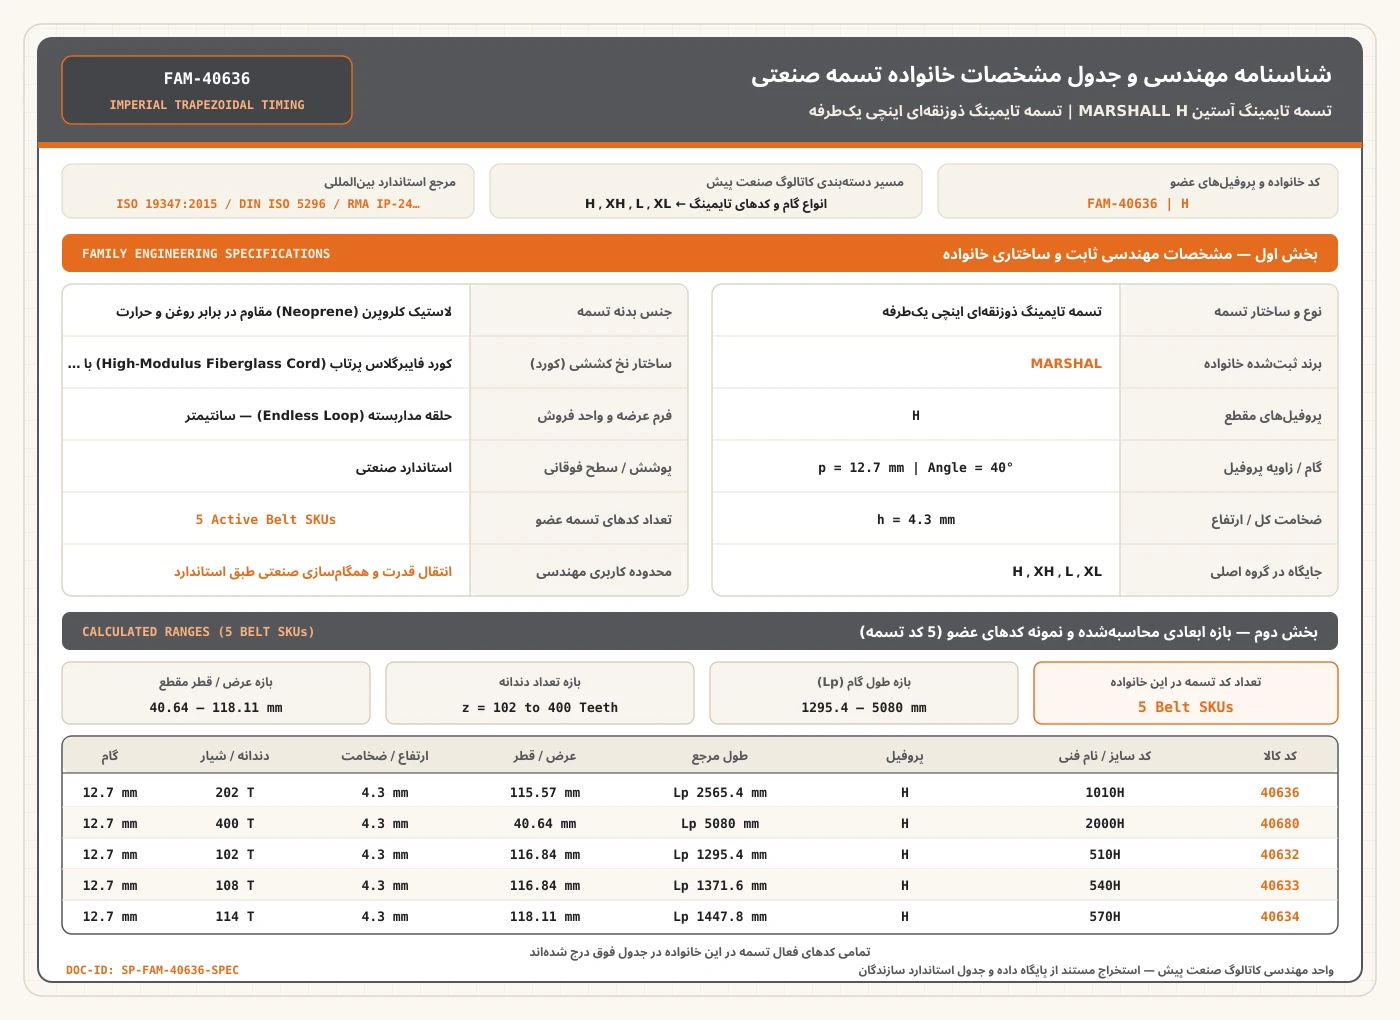 شناسنامه مهندسی و جدول مشخصات خانواده تسمه صنعتی
تسمه تایمینگ آستین MARSHALL H | تسمه تایمینگ ذوزنقه‌ای اینچی یک‌طرفه
FAM-40636
IMPERIAL TRAPEZOIDAL TIMING
کد خانواده و پروفیل‌های عضو
FAM-40636 | H
مسیر دسته‌بندی کاتالوگ صنعت پیش
انواع گام و کدهای تایمینگ ← H , XH , L , XL
مرجع استاندارد بین‌المللی
ISO 19347:2015 / DIN ISO 5296 / RMA IP-24…
بخش اول — مشخصات مهندسی ثابت و ساختاری خانواده
FAMILY ENGINEERING SPECIFICATIONS
نوع و ساختار تسمه
تسمه تایمینگ ذوزنقه‌ای اینچی یک‌طرفه
برند ثبت‌شده خانواده
MARSHAL
پروفیل‌های مقطع
H
گام / زاویه پروفیل
p = 12.7 mm | Angle = 40°
ضخامت کل / ارتفاع
h = 4.3 mm
جایگاه در گروه اصلی
H , XH , L , XL
جنس بدنه تسمه
لاستیک کلروپرن (Neoprene) مقاوم در برابر روغن و حرارت
ساختار نخ کششی (کورد)
کورد فایبرگلاس پرتاب (High-Modulus Fiberglass Cord) با ...
فرم عرضه و واحد فروش
حلقه مداربسته (Endless Loop) — سانتیمتر
پوشش / سطح فوقانی
استاندارد صنعتی
تعداد کدهای تسمه عضو
5 Active Belt SKUs
محدوده کاربری مهندسی
انتقال قدرت و همگام‌سازی صنعتی طبق استاندارد
بخش دوم — بازه ابعادی محاسبه‌شده و نمونه کدهای عضو (5 کد تسمه)
CALCULATED RANGES (5 BELT SKUs)
تعداد کد تسمه در این خانواده
5 Belt SKUs
بازه طول گام (Lp)
1295.4 – 5080 mm
بازه تعداد دندانه
z = 102 to 400 Teeth
بازه عرض / قطر مقطع
40.64 – 118.11 mm
کد کالا	کد سایز / نام فنی	پروفیل	طول مرجع	عرض / قطر	ارتفاع / ضخامت	دندانه / شیار	گام
40636	1010H	H	Lp 2565.4 mm	115.57 mm	4.3 mm	202 T	12.7 mm
40680	2000H	H	Lp 5080 mm	40.64 mm	4.3 mm	400 T	12.7 mm
40632	510H	H	Lp 1295.4 mm	116.84 mm	4.3 mm	102 T	12.7 mm
40633	540H	H	Lp 1371.6 mm	116.84 mm	4.3 mm	108 T	12.7 mm
40634	570H	H	Lp 1447.8 mm	118.11 mm	4.3 mm	114 T	12.7 mm
تمامی کدهای فعال تسمه در این خانواده در جدول فوق درج شده‌اند
واحد مهندسی کاتالوگ صنعت پیش — استخراج مستند از پایگاه داده و جدول استاندارد سازندگان
DOC-ID: SP-FAM-40636-SPEC